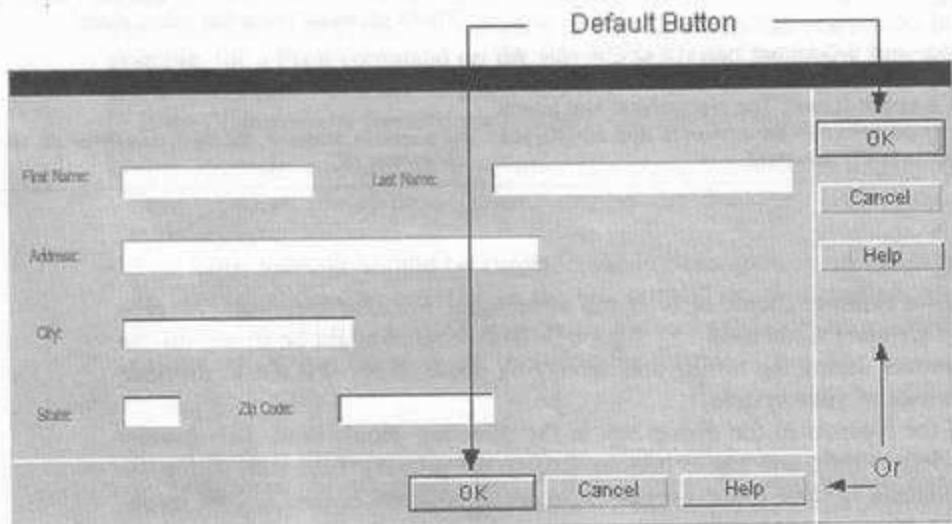 Default Button
OK
First Name: Last Name:
Cancel
Address:
Help
City:
State: Zip Code:
Or
OK Cancel Help